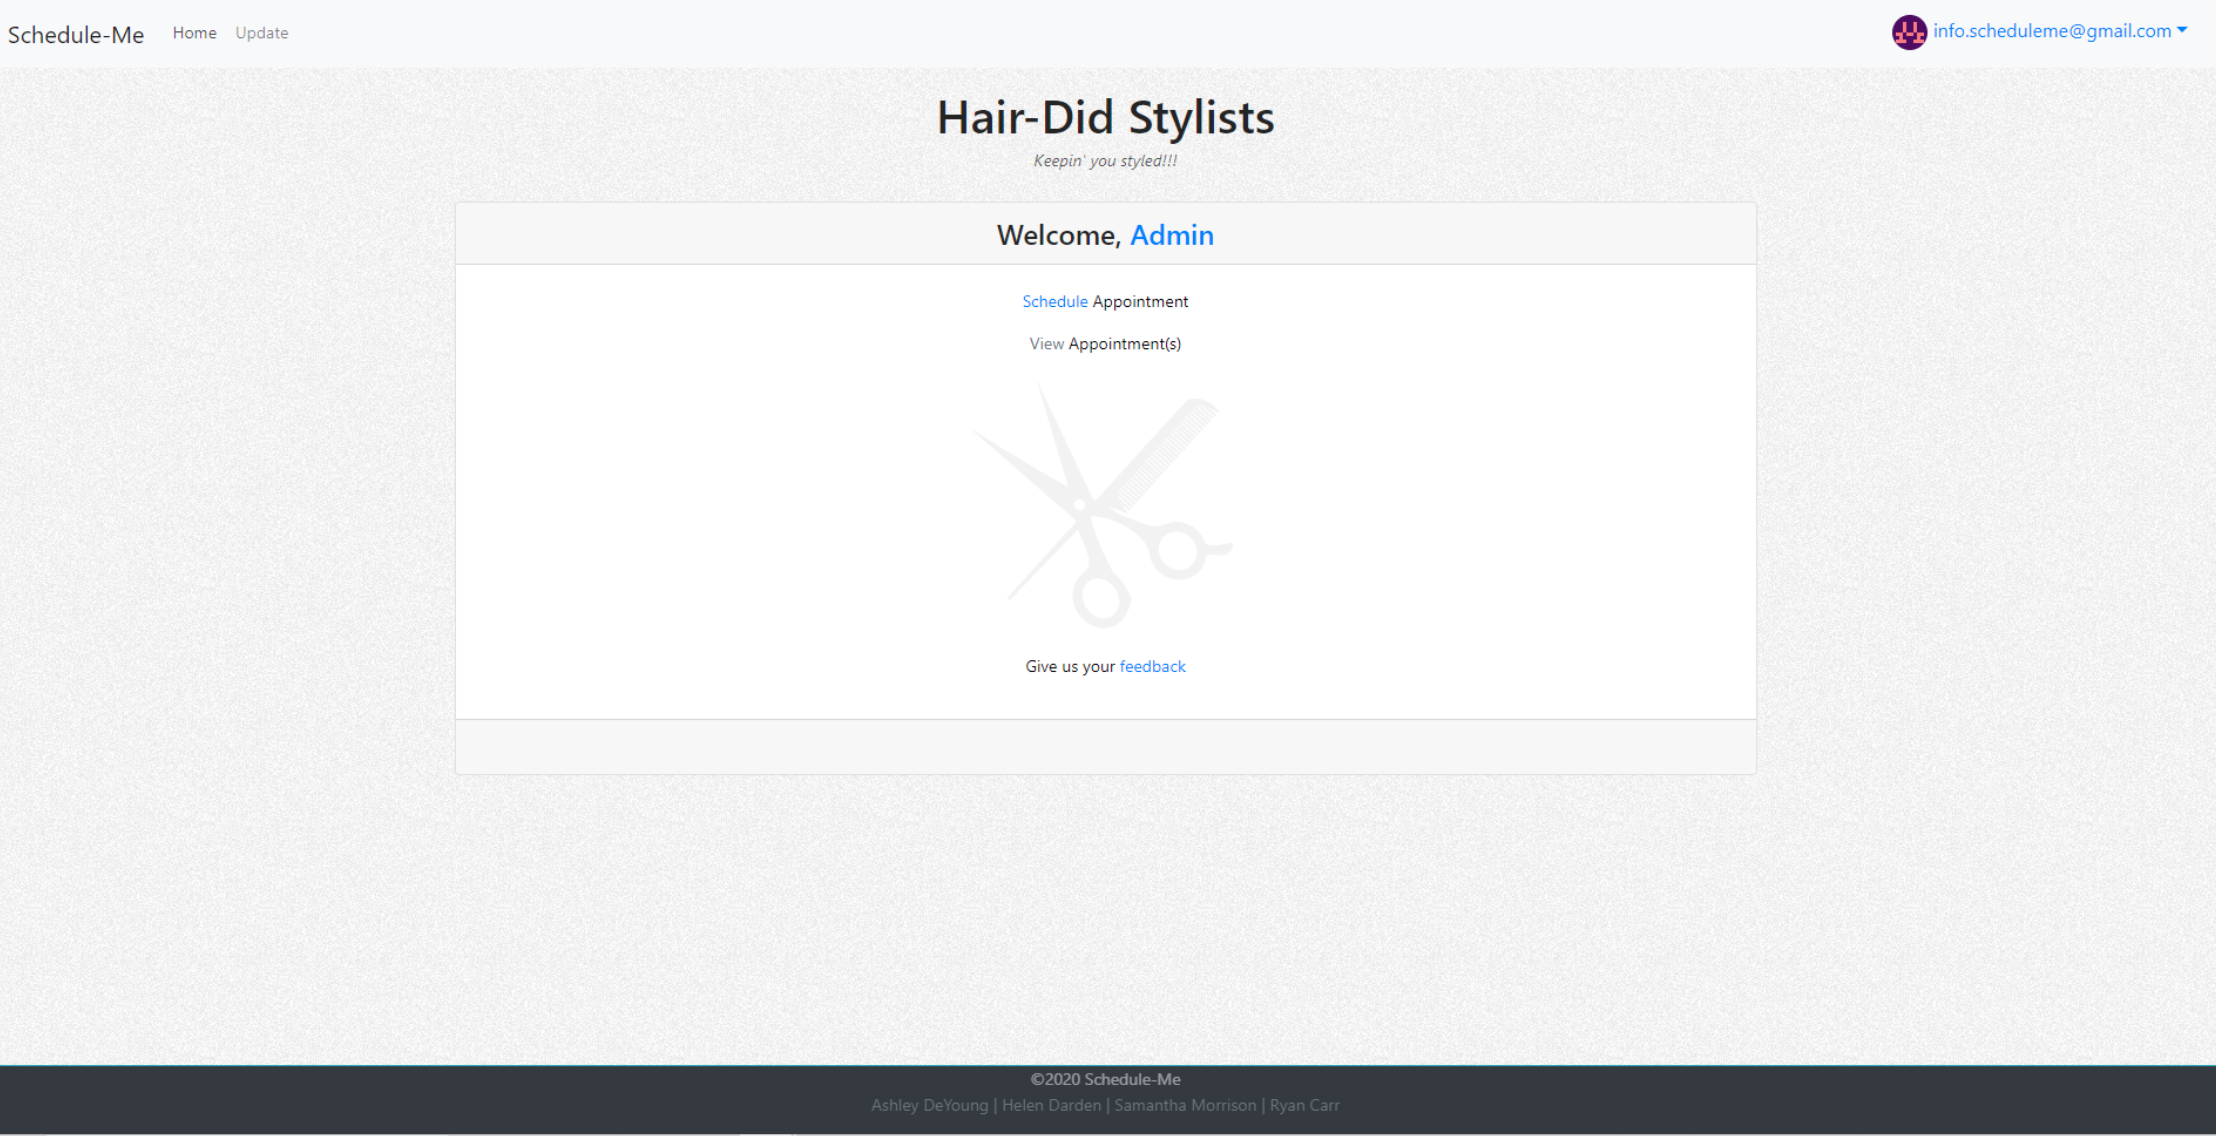 Schedule-Me Home Update info.scheduleme@gmail.com
Hair-Did Stylists
Keepin' you styled!!!
Welcome, Admin
Schedule Appointment
View Appointment(s)
Give us your feedback
©2020 Schedule-Me
Ashley DeYoung | Helen Darden | Samantha Morrison | Ryan Carr